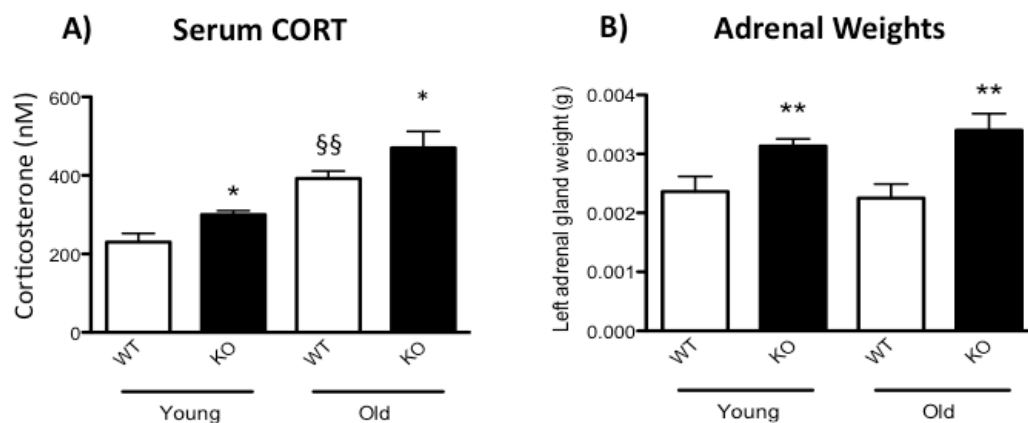 A) Serum CORT
Corticosterone (nM)
600
400
200
0
*
§§
*
WT
KO
WT
KO
Young
Old
B) Adrenal Weights
Left adrenal gland weight (g)
0.004
0.003
0.002
0.001
0.000
**
**
WT
KO
WT
KO
Young
Old